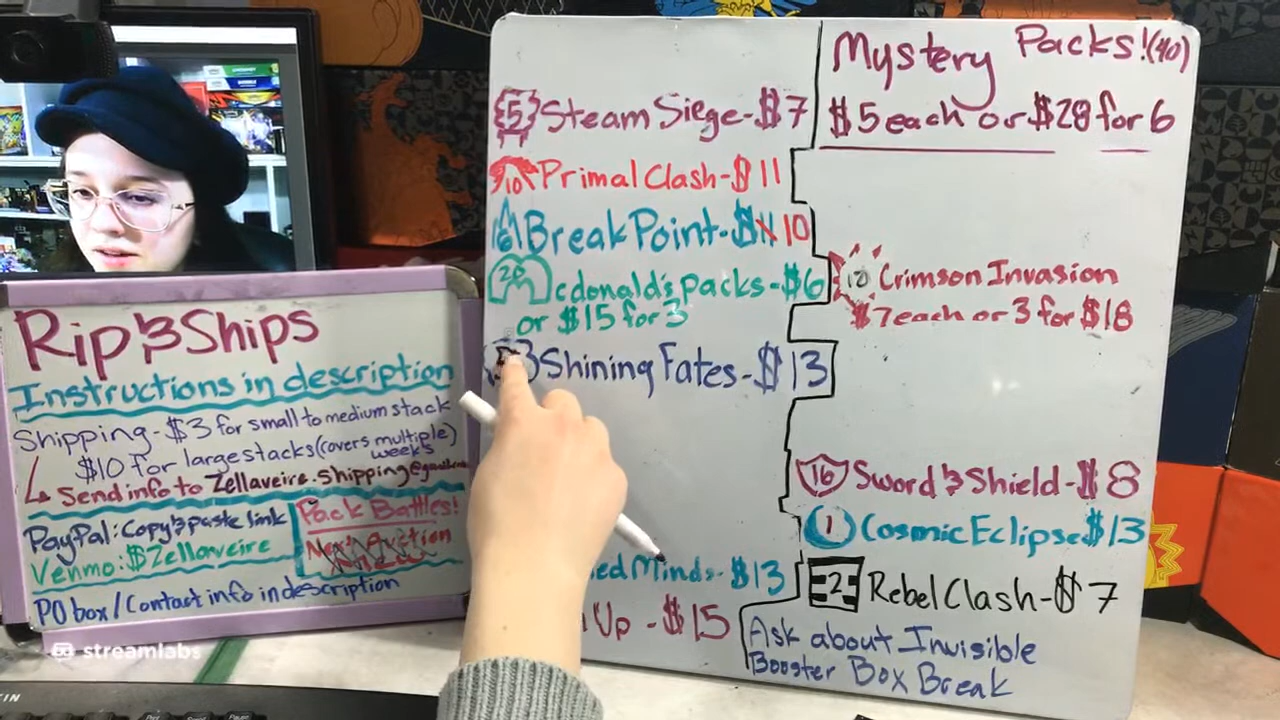 Rip & Ships
Instructions in description
Shipping - $3 for small to medium stack
$10 for large stacks (covers multiple)
weeks
Send info to Zellaveire.shipping@
PayPal: Copy & paste link
Venmo: $Zellaveire
Pack Battles!
PO box / Contact info in description
streamlabs
5 Steam Siege - $7
10 Primal Clash - $11
6 Break Point - $11 10
20
Mcdonald's Packs - $6
or $15 for 3
Shining Fates - $13
ied Minds - $13
Up - $15
Mystery Packs! (40)
$5 each or $28 for 6
10 Crimson Invasion
$7 each or 3 for $18
16 Sword & Shield - $8
1 Cosmic Eclipse $13
2 Rebel Clash - $7
Ask about Invisible
Booster Box Break